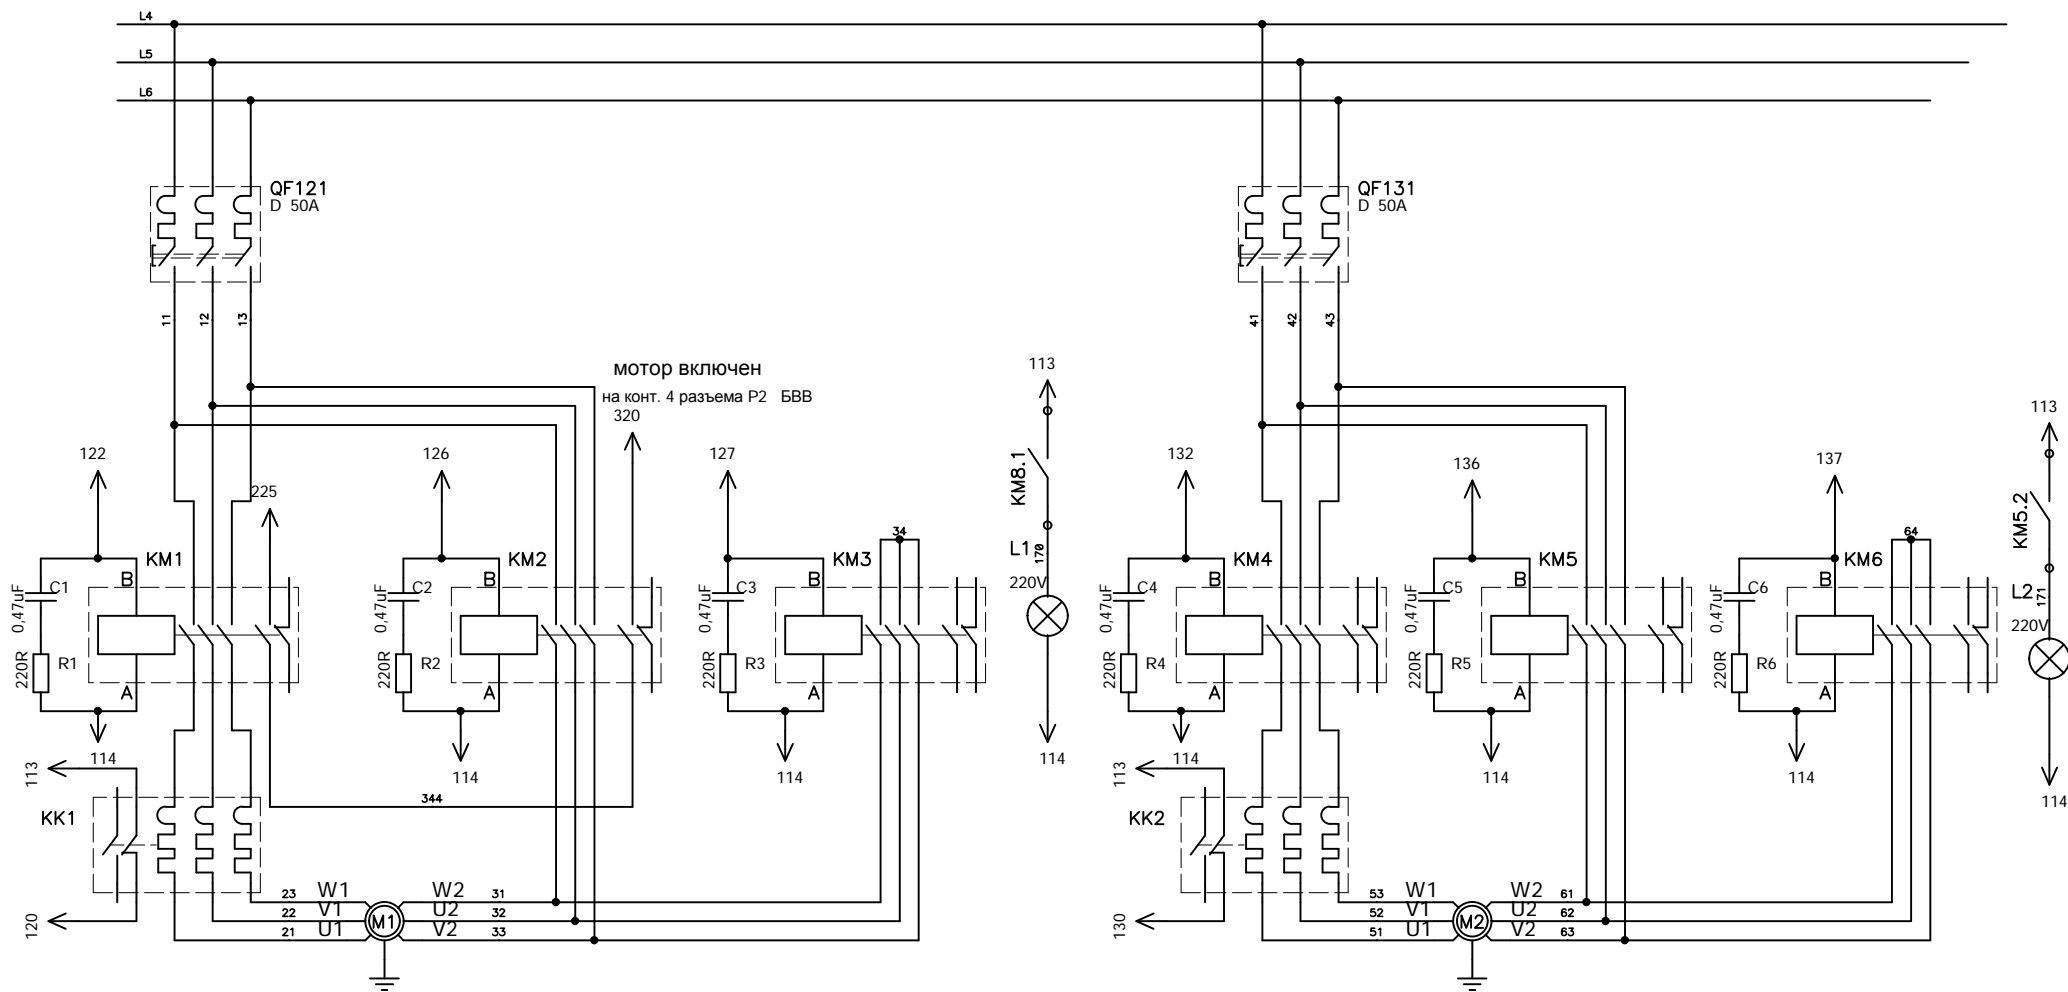 L4
L5
L6
QF121
D 50A
QF131
D 50A
11
12
13
41
42
43
мотор включен
на конт. 4 разъема P2 БВВ
320
113
113
122
225
126
127
KM8.1
132
136
137
KM5.2
34
64
KM1
KM2
KM3
L1
170
220V
KM4
KM5
KM6
L2
171
220V
B
C1
0,47uF
B
C2
0,47uF
B
C3
0,47uF
B
C4
0,47uF
B
C5
0,47uF
B
C6
0,47uF
220R
R1
A
220R
R2
A
220R
R3
A
220R
R4
A
220R
R5
A
220R
R6
A
114
114
114
114
114
114
114
114
113
113
344
KK1
KK2
120
130
23
W1
W2
31
22
V1
M1
U2
32
21
U1
V2
33
53
W1
W2
61
52
V1
M2
U2
62
51
U1
V2
63